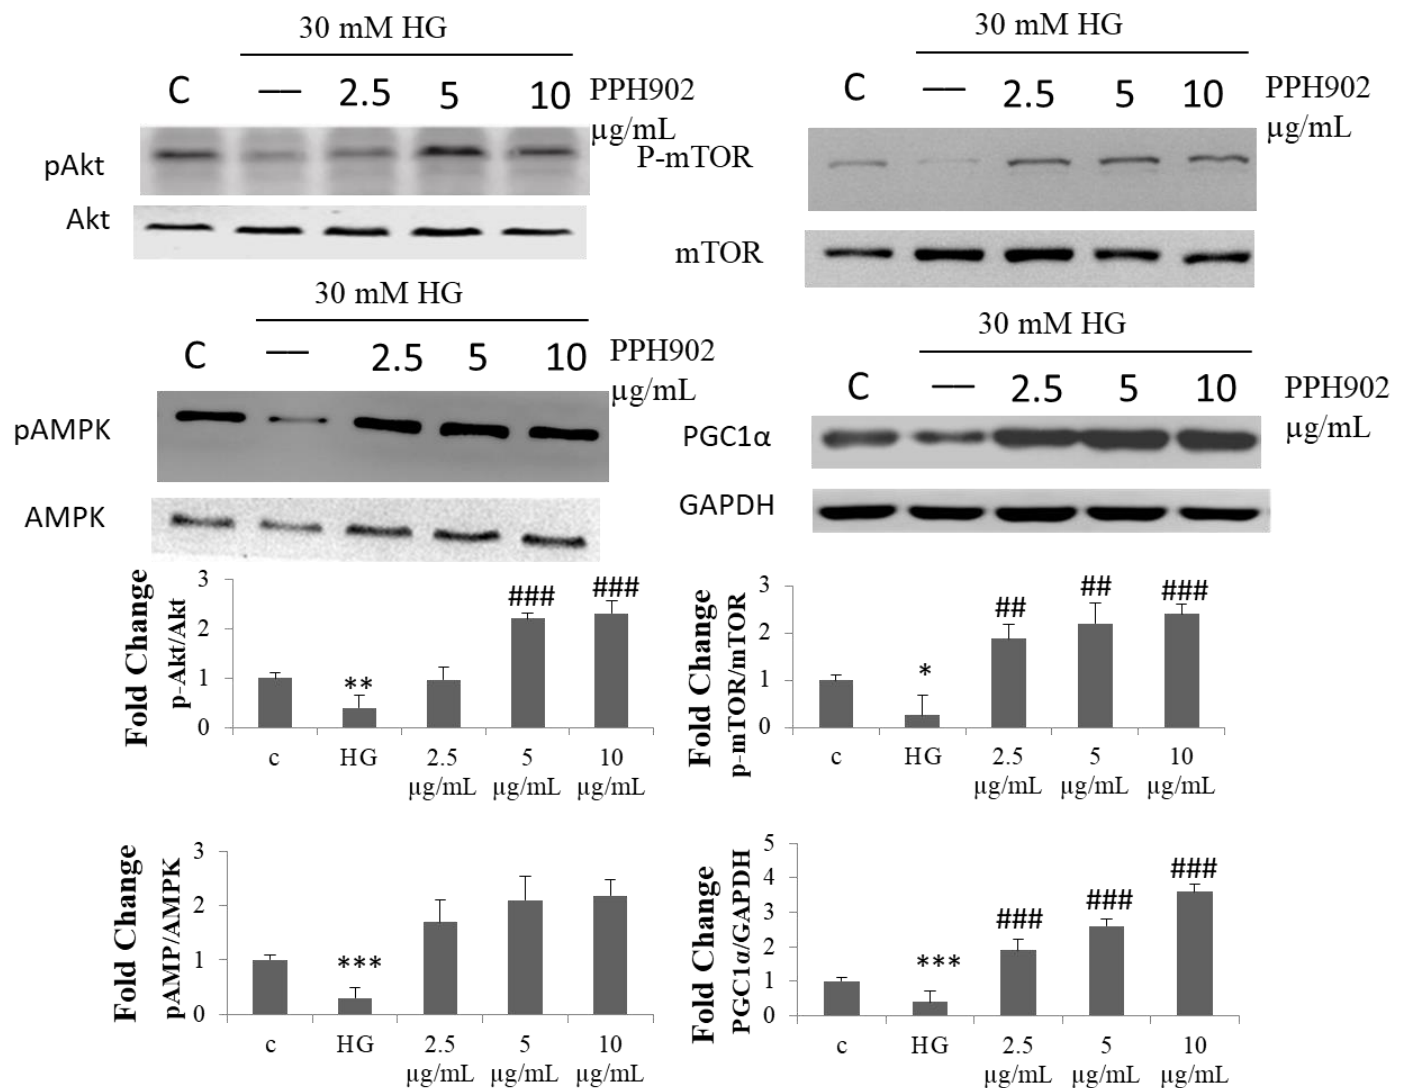 30 mM HG
C — 2.5 5 10 PPH902
µg/mL
pAkt
Akt
30 mM HG
C — 2.5 5 10 PPH902
µg/mL
P-mTOR
mTOR
30 mM HG
C — 2.5 5 10 PPH902
µg/mL
pAMPK
AMPK
30 mM HG
C — 2.5 5 10 PPH902
µg/mL
PGC1α
GAPDH
Fold Change
p-Akt/Akt
3
2
1
0
** ### ###
c HG 2.5 5 10
µg/mL µg/mL µg/mL
Fold Change
p-mTOR/mTOR
3
2
1
0
* ## ## ###
c HG 2.5 5 10
µg/mL µg/mL µg/mL
Fold Change
pAMP/AMPK
3
2
1
0
***
c HG 2.5 5 10
µg/mL µg/mL µg/mL
Fold Change
PGC1α/GAPDH
5
4
3
2
1
0
*** ### ### ###
c HG 2.5 5 10
µg/mL µg/mL µg/mL